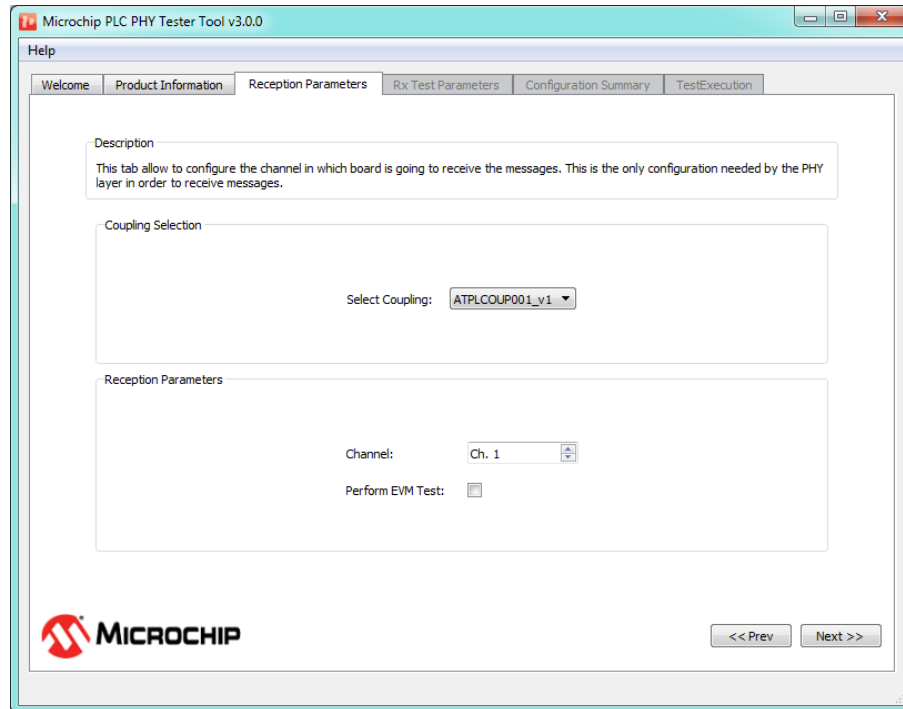 Microchip PLC PHY Tester Tool v3.0.0
Help
Welcome Product Information Reception Parameters Rx Test Parameters Configuration Summary TestExecution
Description
This tab allow to configure the channel in which board is going to receive the messages. This is the only configuration needed by the PHY
layer in order to receive messages.
Coupling Selection
Select Coupling: ATPLCOUP001_v1
Reception Parameters
Channel: Ch. 1
Perform EVM Test:
MICROCHIP
<< Prev Next >>